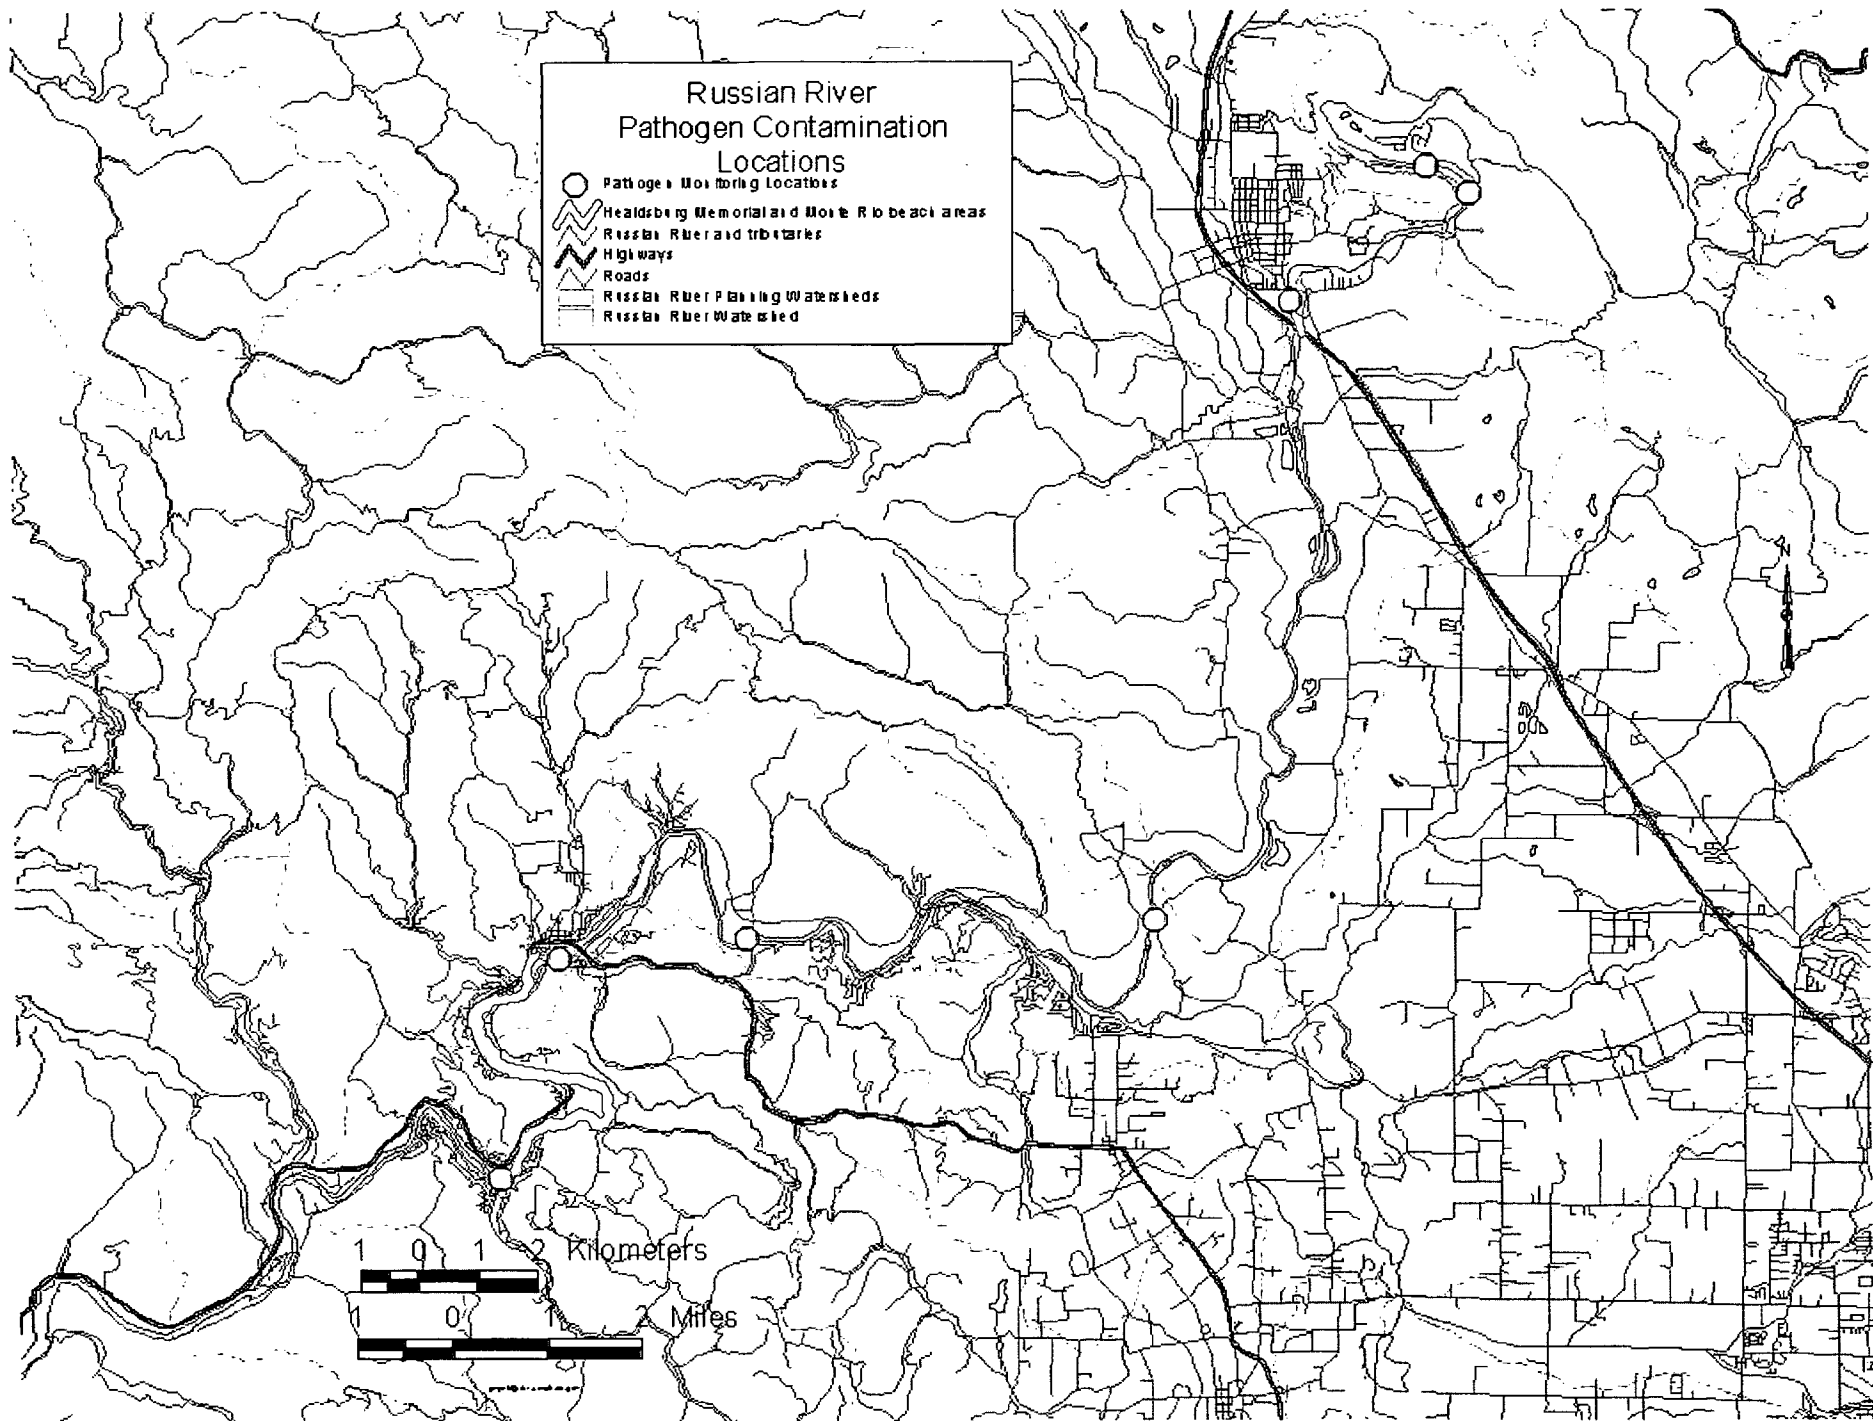 Russian River
Pathogen Contamination
Locations
Pathogen Monitoring Locations
Healdsburg Memorial and Monte Rio beach areas
Russian River and tributaries
Highways
Roads
Russian River Planning Watersheds
Russian River Watershed
N
1 0 1 2 Kilometers
1 0 1 2 Miles